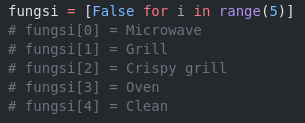 fungsi = [False for i in range(5)]
# fungsi[0] = Microwave
# fungsi[1] = Grill
# fungsi[2] = Crispy grill
# fungsi[3] = Oven
# fungsi[4] = Clean